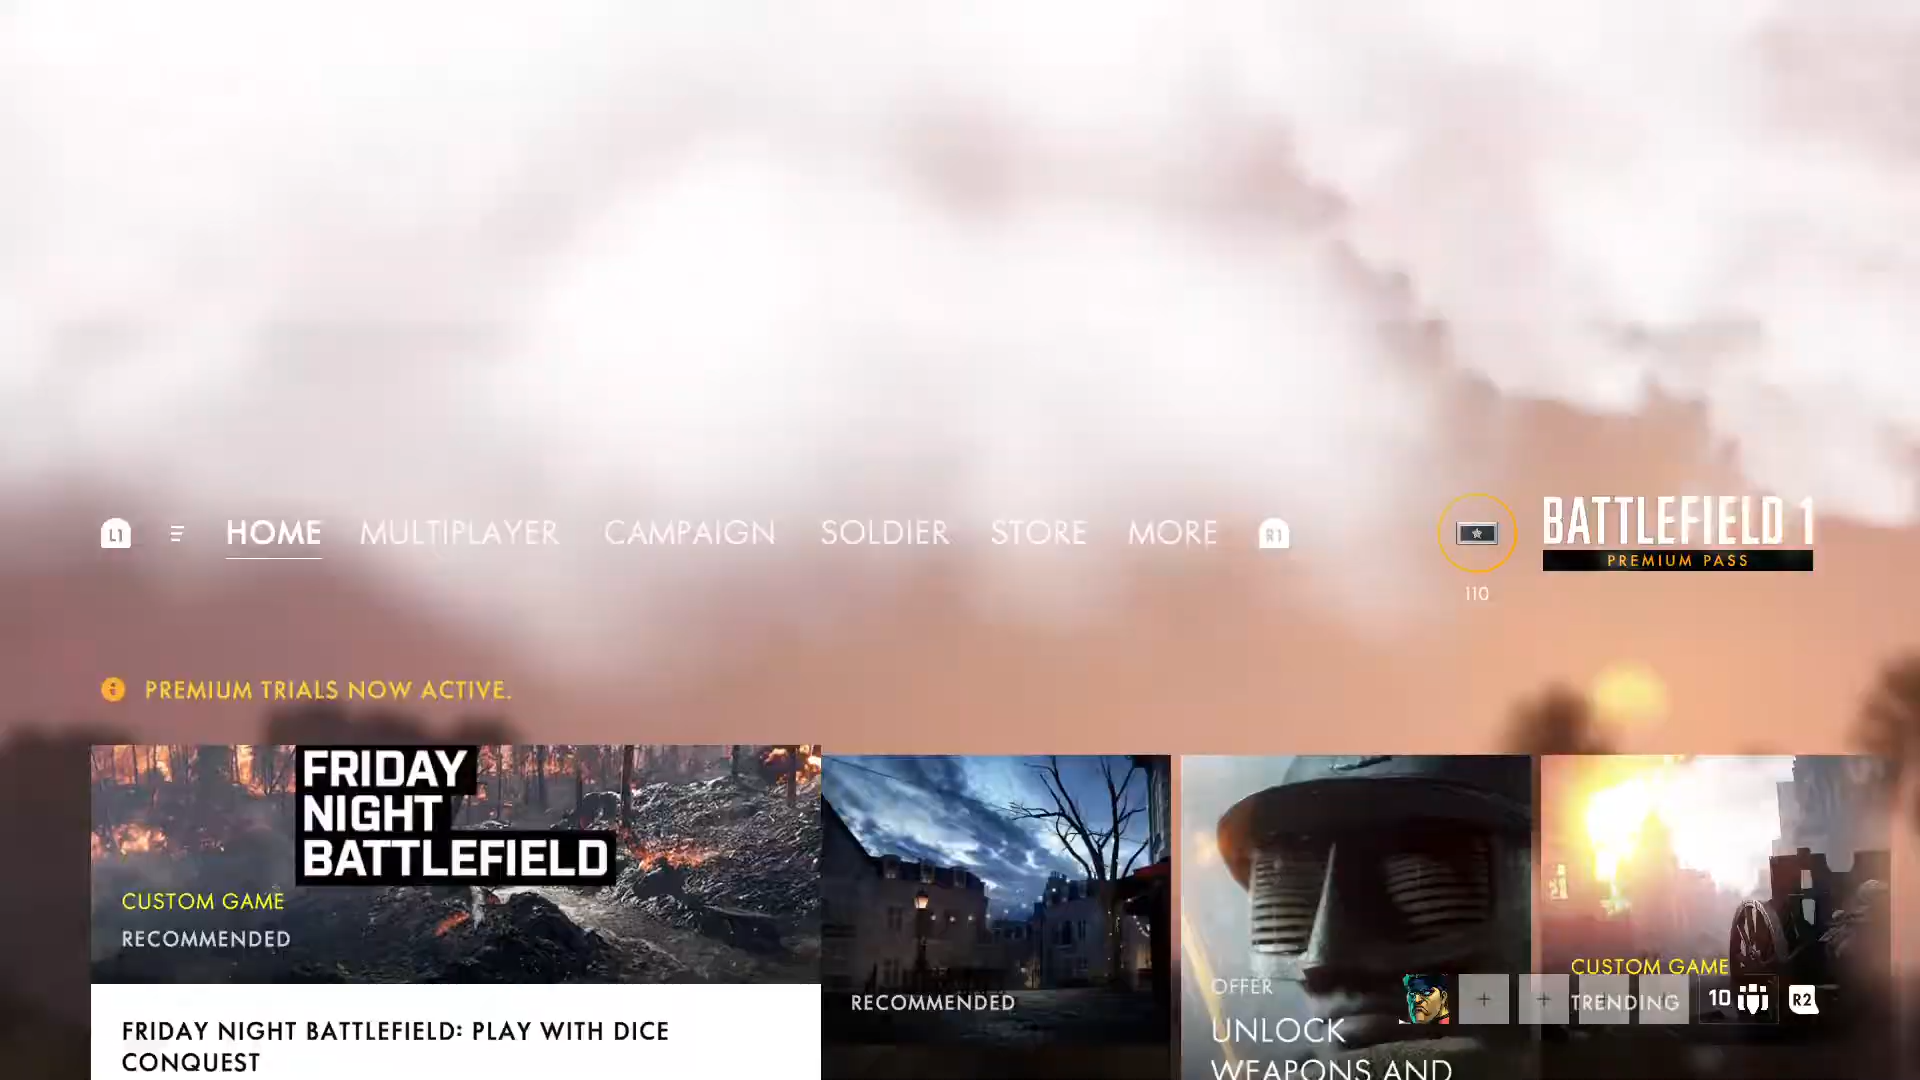 L1
HOME
MULTIPLAYER
CAMPAIGN
SOLDIER
STORE
MORE
R1
110
BATTLEFIELD 1
PREMIUM PASS
PREMIUM TRIALS NOW ACTIVE.
FRIDAY
NIGHT
BATTLEFIELD
CUSTOM GAME
RECOMMENDED
FRIDAY NIGHT BATTLEFIELD: PLAY WITH DICE
CONQUEST
RECOMMENDED
OFFER
UNLOCK
WEAPONS AND
CUSTOM GAME
TRENDING
10
R2